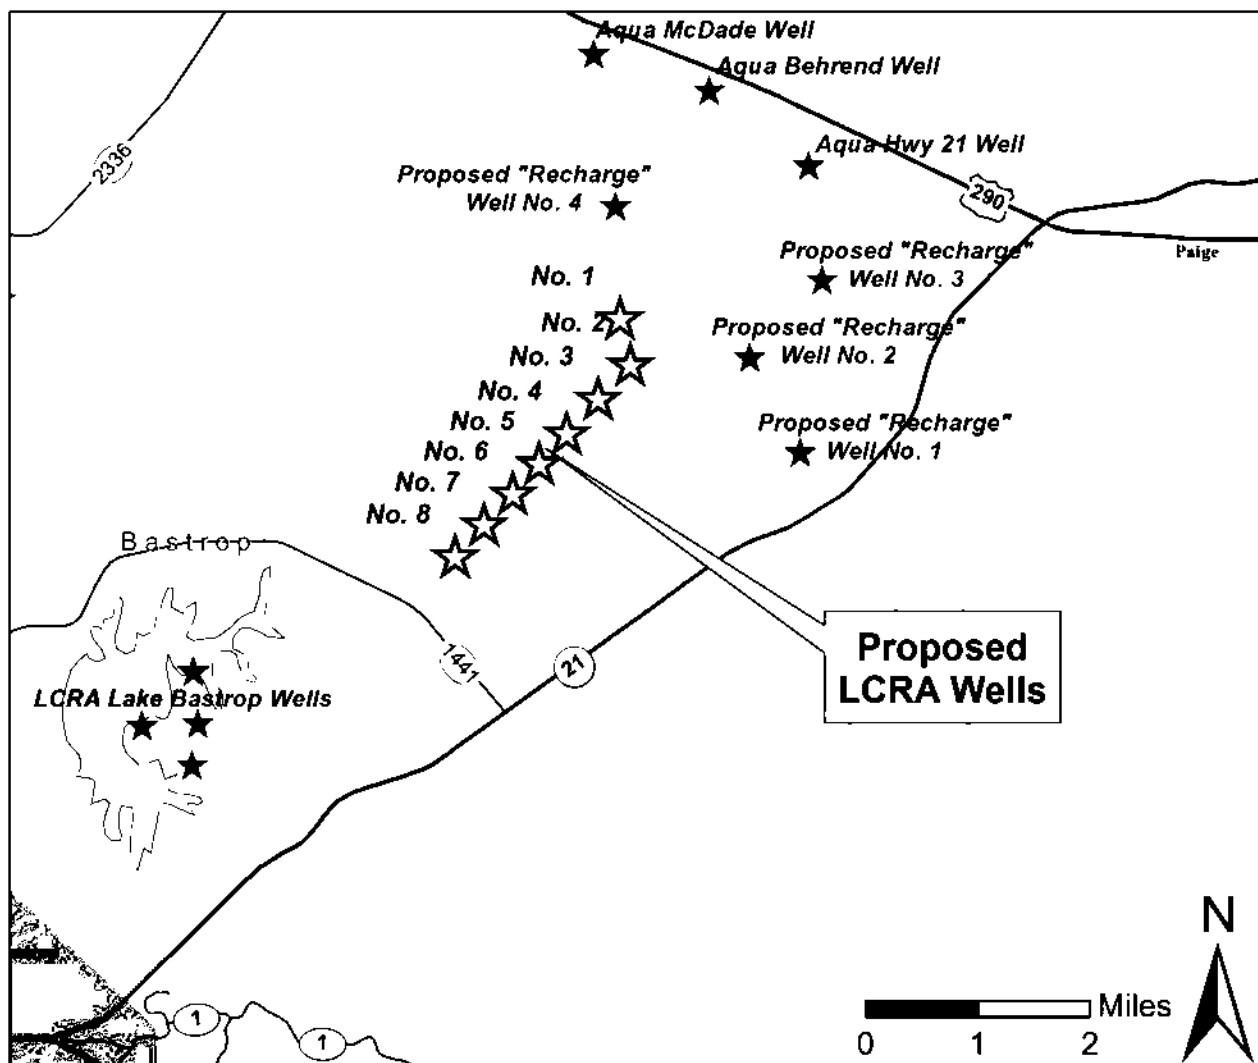 Aqua McDade Well
Aqua Behrend Well
Aqua Hwy 21 Well
2336
Proposed "Recharge"
Well No. 4
290
Paige
Proposed "Recharge"
Well No. 3
No. 1
No. 2
Proposed "Recharge"
Well No. 2
No. 3
No. 4
No. 5
Proposed "Recharge"
Well No. 1
No. 6
No. 7
No. 8
Bastrop
1441
21
Proposed
LCRA Wells
LCRA Lake Bastrop Wells
N
Miles
0 1 2
1
1